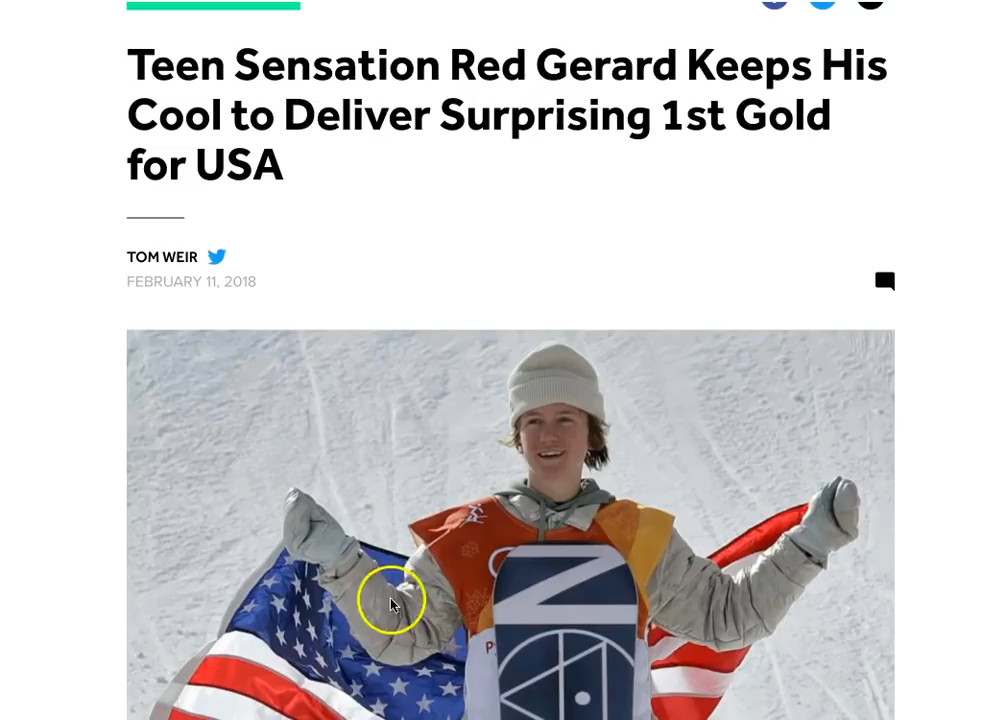 Teen Sensation Red Gerard Keeps His
Cool to Deliver Surprising 1st Gold
for USA
TOM WEIR
FEBRUARY 11, 2018